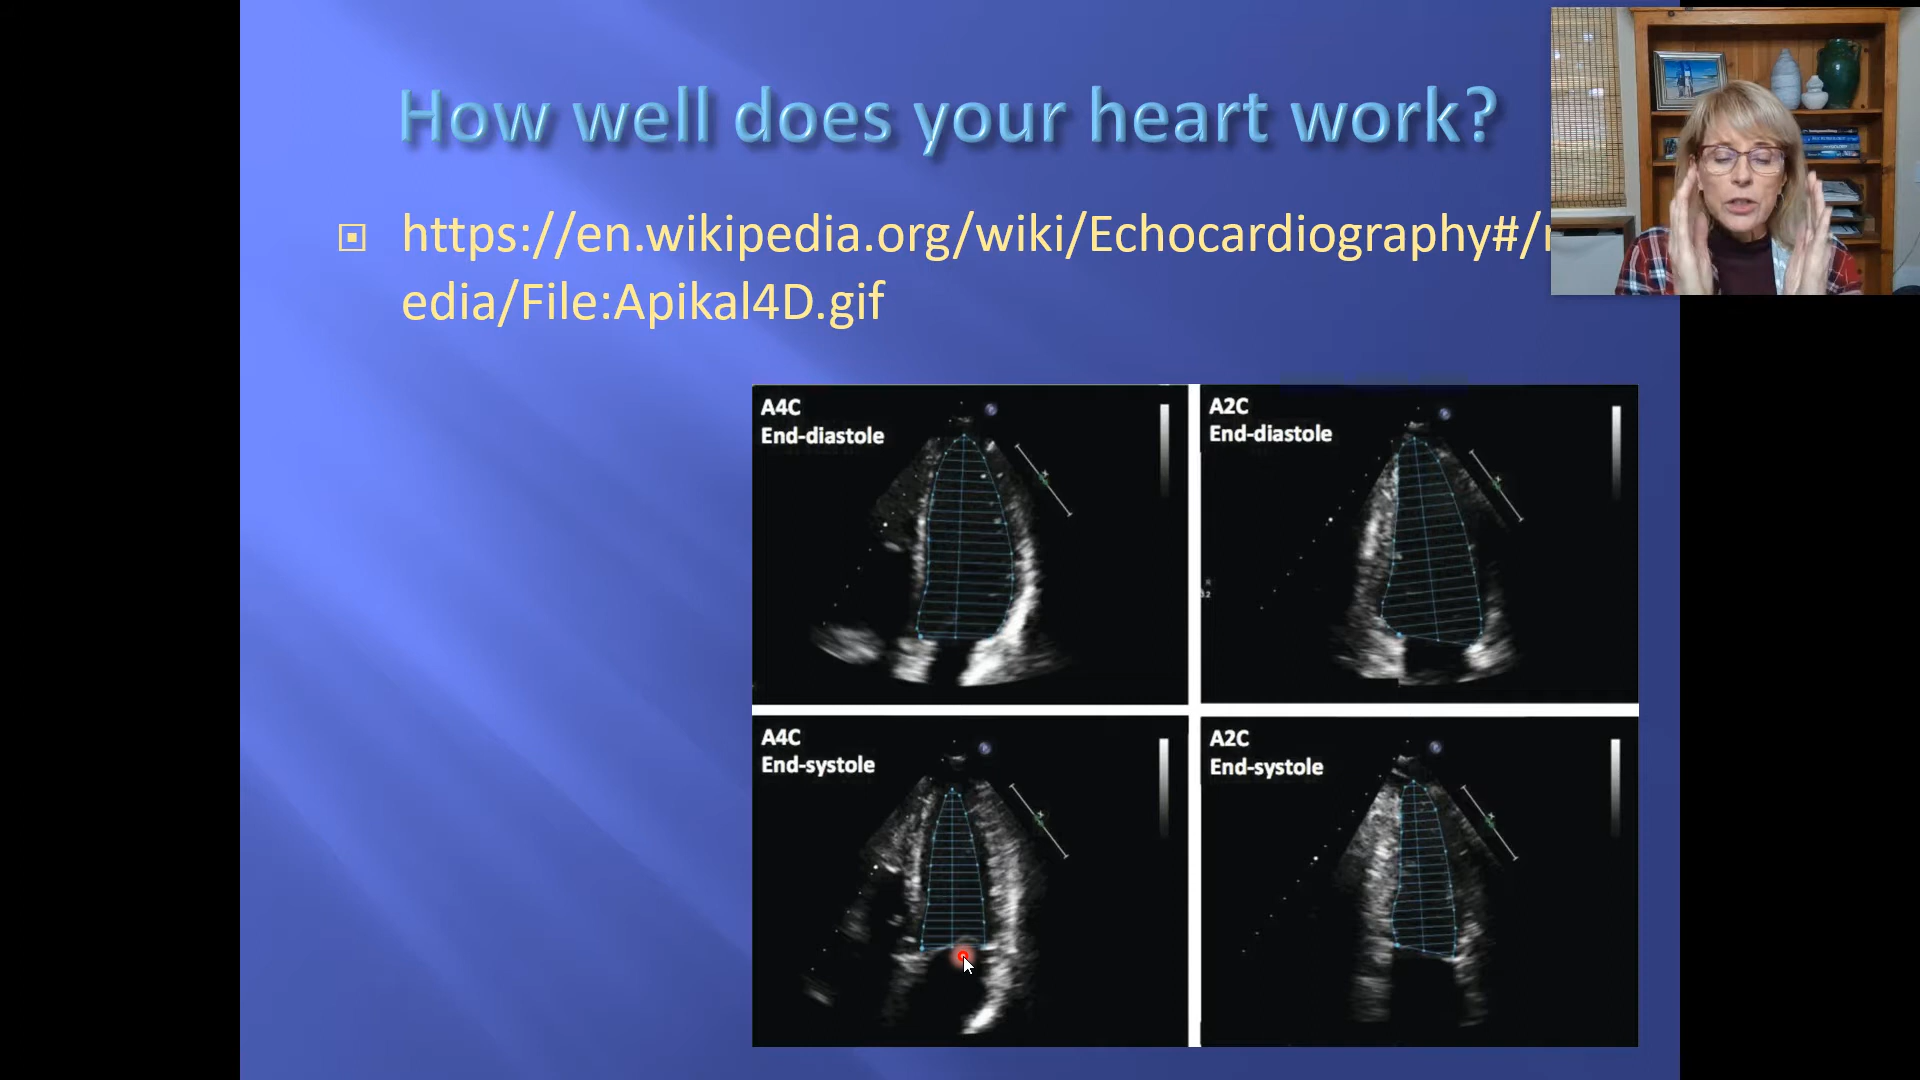 How well does your heart work?
https://en.wikipedia.org/wiki/Echocardiography#/
edia/File:Apikal4D.gif
A4C
End-diastole
A2C
End-diastole
A4C
End-systole
A2C
End-systole